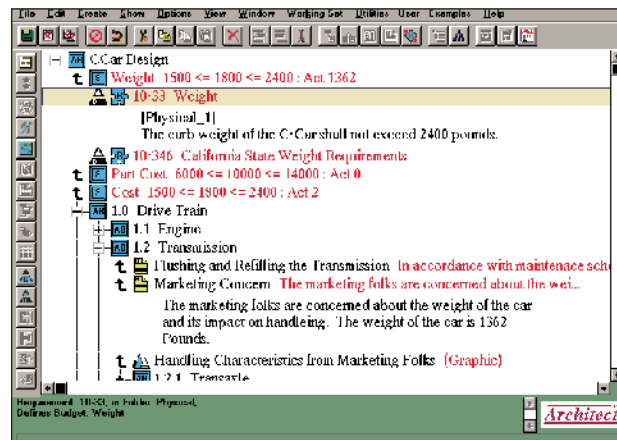 File Edit Create Show Options View Window Working Set Utilities User Examples Help
C-Car Design
Weight 1500 <= 1800 <= 2400 : Act 1362
10-33 Weight
[Physical_1]
The curb weight of the C-Car shall not exceed 2400 pounds.
10-346 California State Weight Requirements
Part Cost 6000 <= 10000 <= 14000 : Act 0
Cost 1500 <= 1800 <= 2400 : Act 2
1.0 Drive Train
1.1 Engine
1.2 Transmission
Flushing and Refilling the Transmission In accordance with maintenace sch
Marketing Concern The marketing folks are concerned about the wei...
The marketing folks are concerned about the weight of the car
and its impact on handleing. The weight of the car is 1362
Pounds.
Handling Characteristics from Marketing Folks (Graphic)
1.2.1 Transaxle
Requirement 10-33, in Folder Physical,
Defines Budget, Weight
Architect